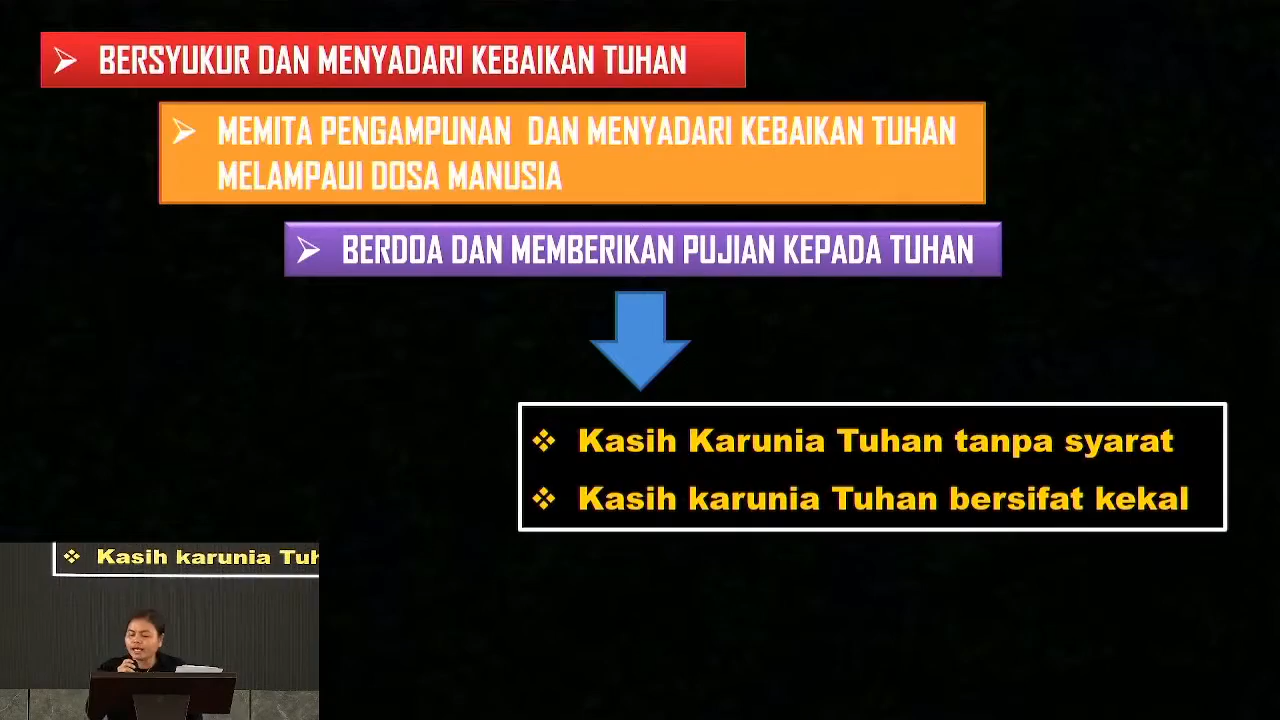 BERSYUKUR DAN MENYADARI KEBAIKAN TUHAN
MEMITA PENGAMPUNAN DAN MENYADARI KEBAIKAN TUHAN
MELAMPAUI DOSA MANUSIA
BERDOA DAN MEMBERIKAN PUJIAN KEPADA TUHAN
Kasih Karunia Tuhan tanpa syarat
Kasih karunia Tuhan bersifat kekal
Kasih karunia Tuh